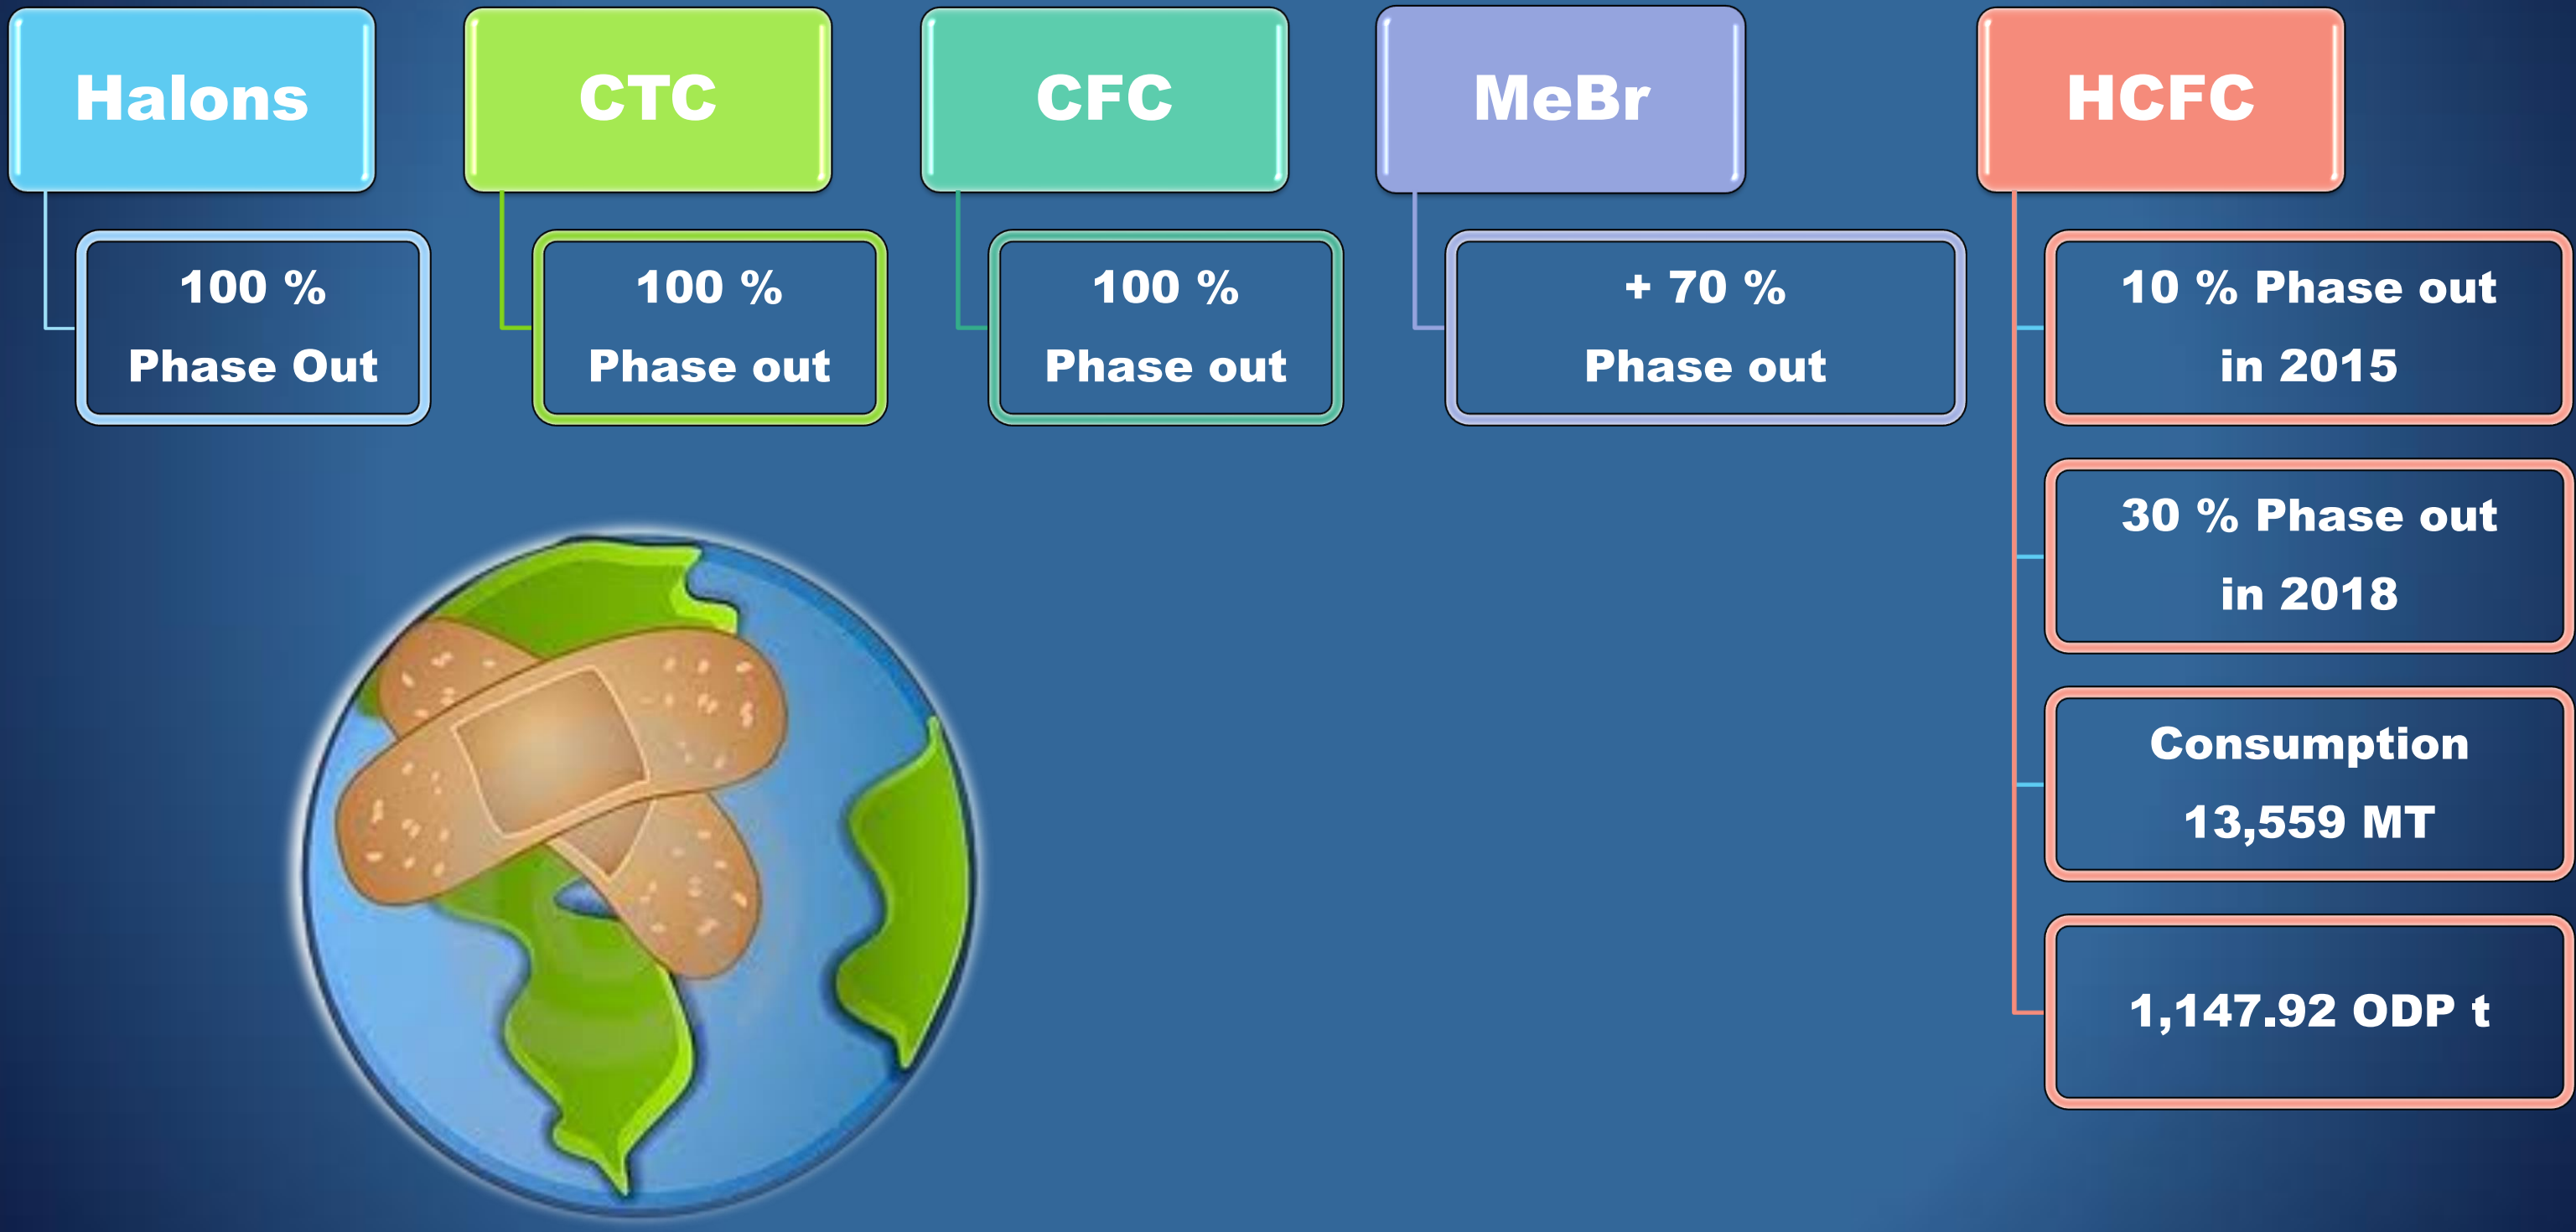 Halons
100 %
Phase Out
CTC
100 %
Phase out
CFC
100 %
Phase out
MeBr
+ 70 %
Phase out
HCFC
10 % Phase out
in 2015
30 % Phase out
in 2018
Consumption
13,559 MT
1,147.92 ODP t